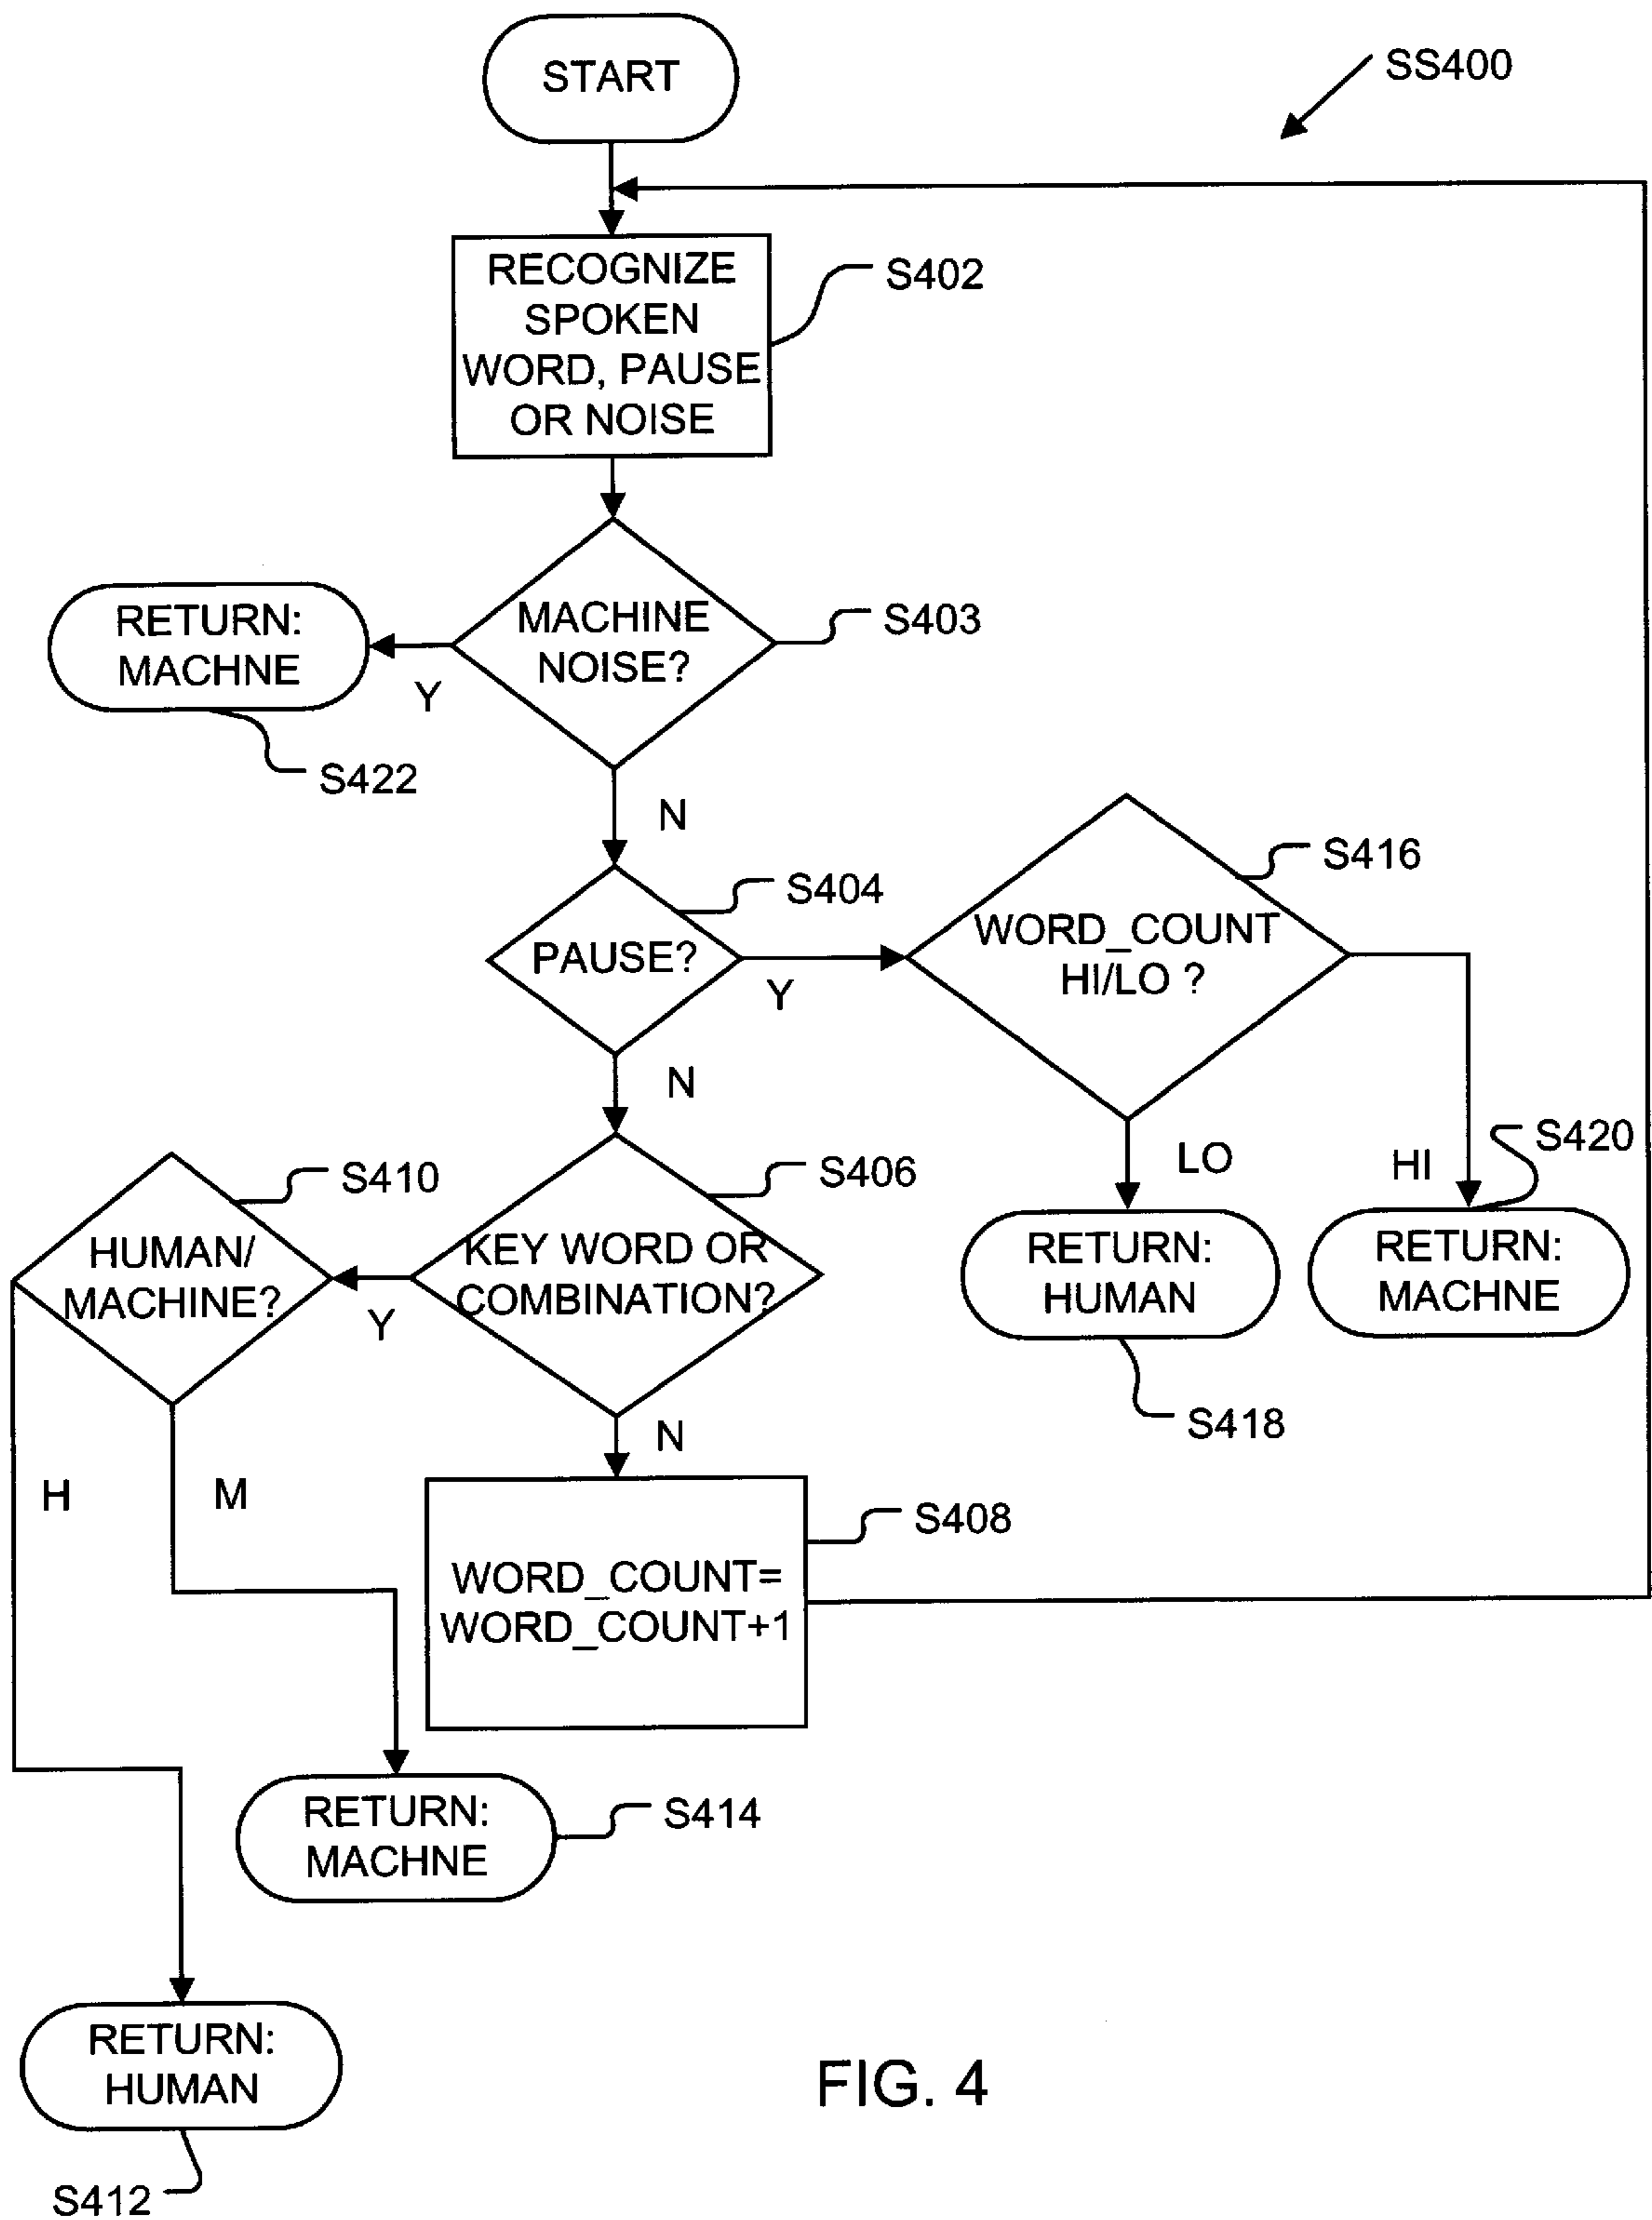 START
SS400
RECOGNIZE
SPOKEN
WORD, PAUSE
OR NOISE
S402
MACHINE
NOISE?
S403
RETURN:
MACHNE
Y
S422
N
PAUSE?
S404
Y
WORD_COUNT
HI/LO ?
S416
N
LO
HI
S420
RETURN:
HUMAN
RETURN:
MACHNE
S418
KEY WORD OR
COMBINATION?
S406
Y
HUMAN/
MACHINE?
S410
N
H
M
WORD_COUNT=
WORD_COUNT+1
S408
RETURN:
MACHNE
S414
RETURN:
HUMAN
S412
FIG. 4